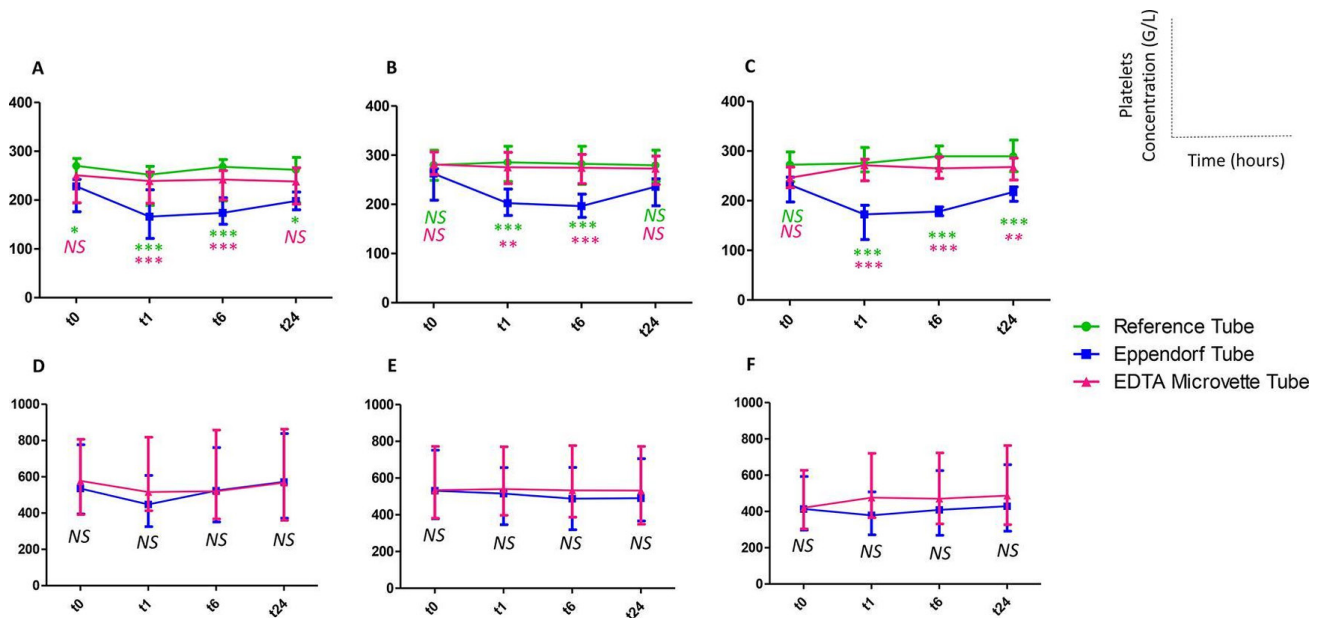 A
400
300
200
100
0
*
NS
***
***
***
***
*
NS
t0
t1
t6
t24
B
400
300
200
100
0
NS
NS
***
**
***
***
NS
NS
t0
t1
t6
t24
C
400
300
200
100
0
NS
NS
***
***
***
***
***
**
t0
t1
t6
t24
Platelets
Concentration (G/L)
Time (hours)
Reference Tube
Eppendorf Tube
EDTA Microvette Tube
D
1000
800
600
400
200
0
NS
NS
NS
NS
t0
t1
t6
t24
E
1000
800
600
400
200
0
NS
NS
NS
NS
t0
t1
t6
t24
F
1000
800
600
400
200
0
NS
NS
NS
NS
t0
t1
t6
t24